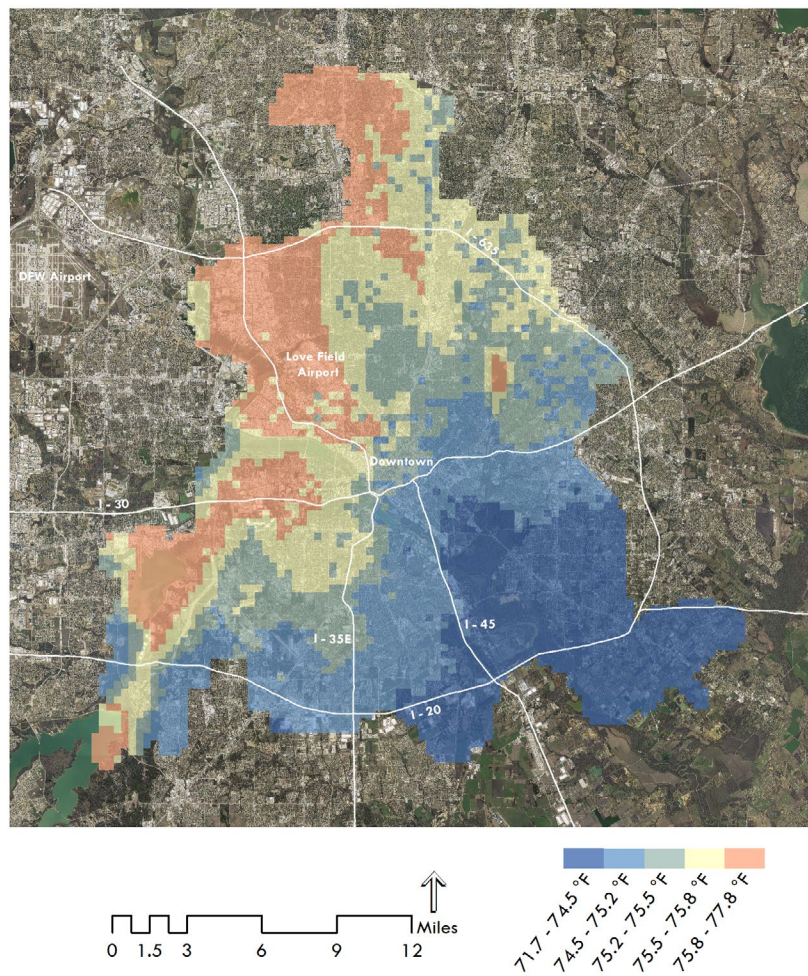 I - 635
DFW Airport
Love Field
Airport
Downtown
I - 30
I - 45
I - 35E
I - 20
Miles
0 1.5 3 6 9 12
71.7 - 74.5 °F
74.5 - 75.2 °F
75.2 - 75.5 °F
75.5 - 75.8 °F
75.8 - 77.8 °F